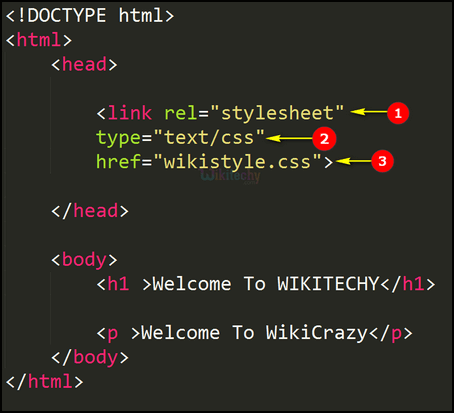 <!DOCTYPE html>
<html>
<head>
<link rel="stylesheet" 1
type="text/css" 2
href="wikistyle.css"> 3
Wikitechy
</head>
<body>
<h1 >Welcome To WIKITECHY</h1>
<p >Welcome To WikiCrazy</p>
</body>
</html>